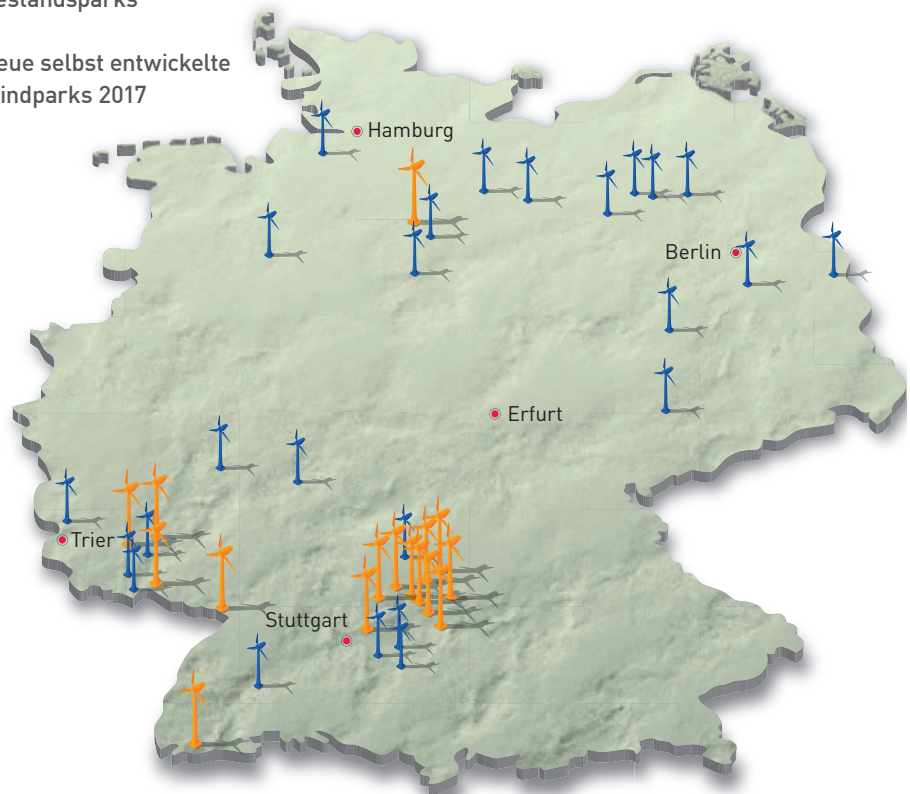 estandsparks
eue selbst entwickelte
indparks 2017
Hamburg
Berlin
Erfurt
Trier
Stuttgart